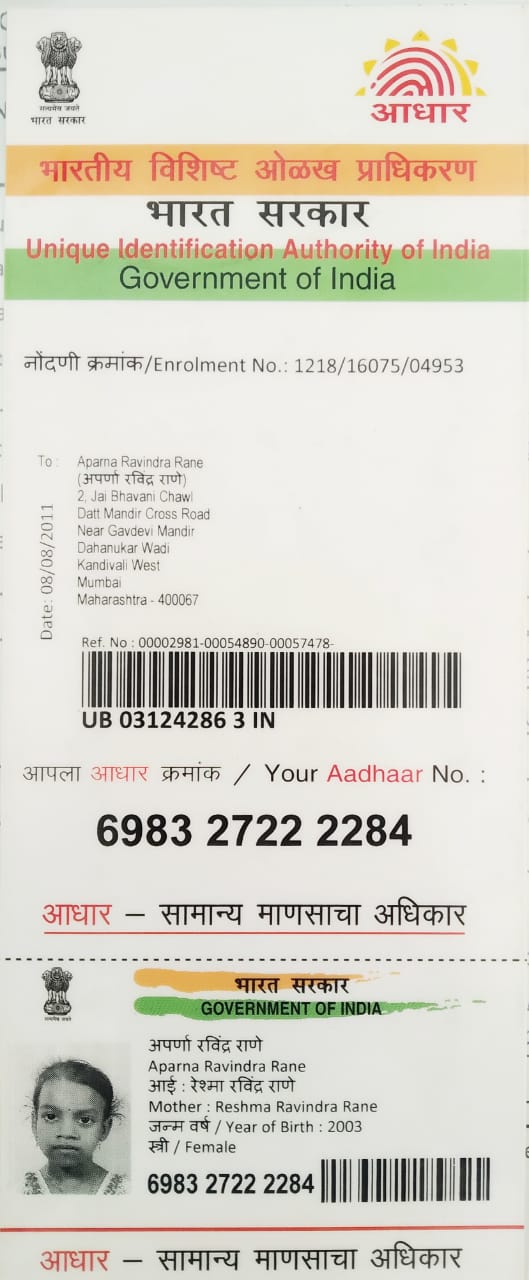 सत्यमेव जयते
भारत सरकार
आधार
भारतीय विशिष्ट ओळख प्राधिकरण
भारत सरकार
Unique Identification Authority of India
Government of India
नोंदणी क्रमांक/Enrolment No.: 1218/16075/04953
To :
Aparna Ravindra Rane
(अपर्णा रविंद्र राणे)
2, Jai Bhavani Chawl
Datt Mandir Cross Road
Near Gavdevi Mandir
Dahanukar Wadi
Kandivali West
Mumbai
Maharashtra - 400067
Date: 08/08/2011
Ref. No : 00002981-00054890-00057478-
UB 03124286 3 IN
आपला आधार क्रमांक / Your Aadhaar No. :
6983 2722 2284
आधार – सामान्य माणसाचा अधिकार
भारत सरकार
GOVERNMENT OF INDIA
अपर्णा रविंद्र राणे
Aparna Ravindra Rane
आई : रेश्मा रविंद्र राणे
Mother : Reshma Ravindra Rane
जन्म वर्ष / Year of Birth : 2003
स्त्री / Female
6983 2722 2284
आधार – सामान्य माणसाचा अधिकार